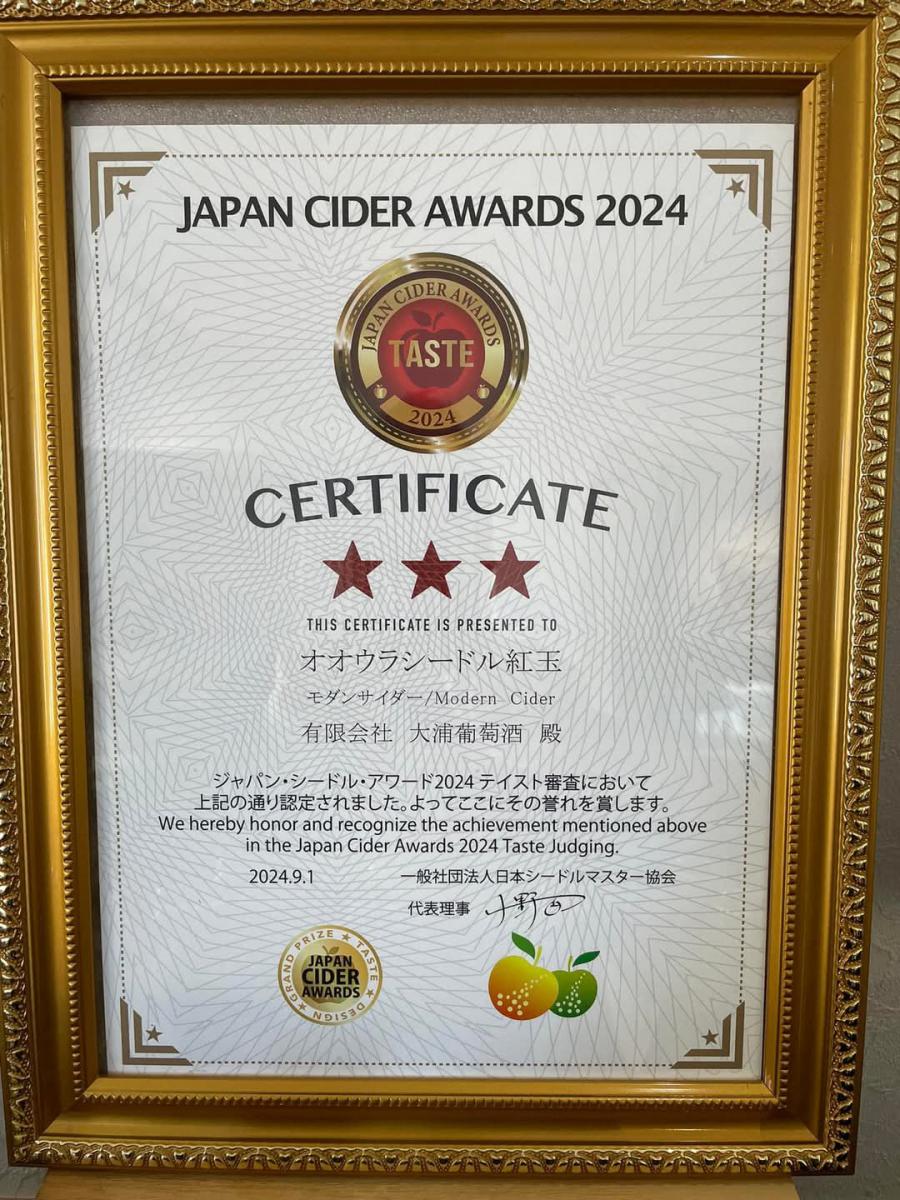 JAPAN CIDER AWARDS 2024
JAPAN CIDER AWARDS
TASTE
2024
CERTIFICATE
THIS CERTIFICATE IS PRESENTED TO
オオウラシードル紅玉
モダンサイダー/Modern Cider
有限会社 大浦葡萄酒 殿
ジャパン・シードル・アワード2024 テイスト審査において
上記の通り認定されました。よってここにその誉れを賞します。
We hereby honor and recognize the achievement mentioned above
in the Japan Cider Awards 2024 Taste Judging.
2024.9.1 一般社団法人日本シードルマスター協会
代表理事
GRAND PRIZE ★ TASTE ★ DESIGN ★
JAPAN
CIDER
AWARDS